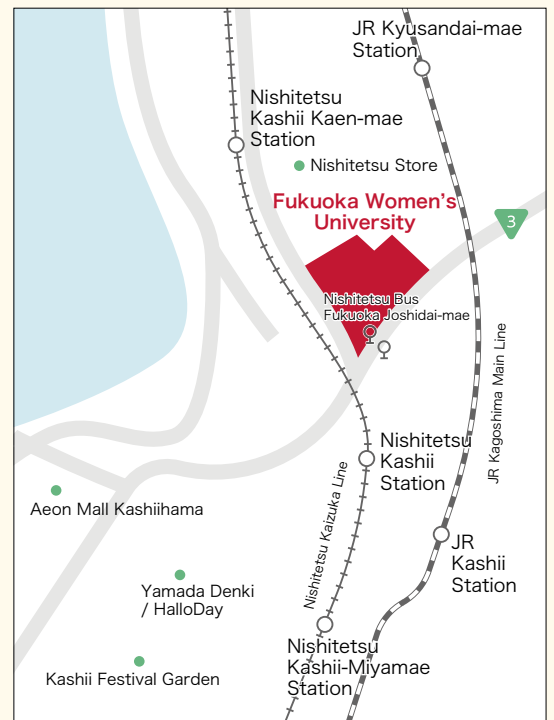 JR Kyusandai-mae
Station
Nishitetsu
Kashii Kaen-mae
Station
Nishitetsu Store
Fukuoka Women's
University
3
Nishitetsu Bus
Fukuoka Joshidai-mae
JR Kagoshima Main Line
Nishitetsu
Kashii
Station
Nishitetsu Kaizuka Line
Aeon Mall Kashiihama
JR
Kashii
Station
Yamada Denki
/ HalloDay
Nishitetsu
Kashii-Miyamae
Station
Kashii Festival Garden